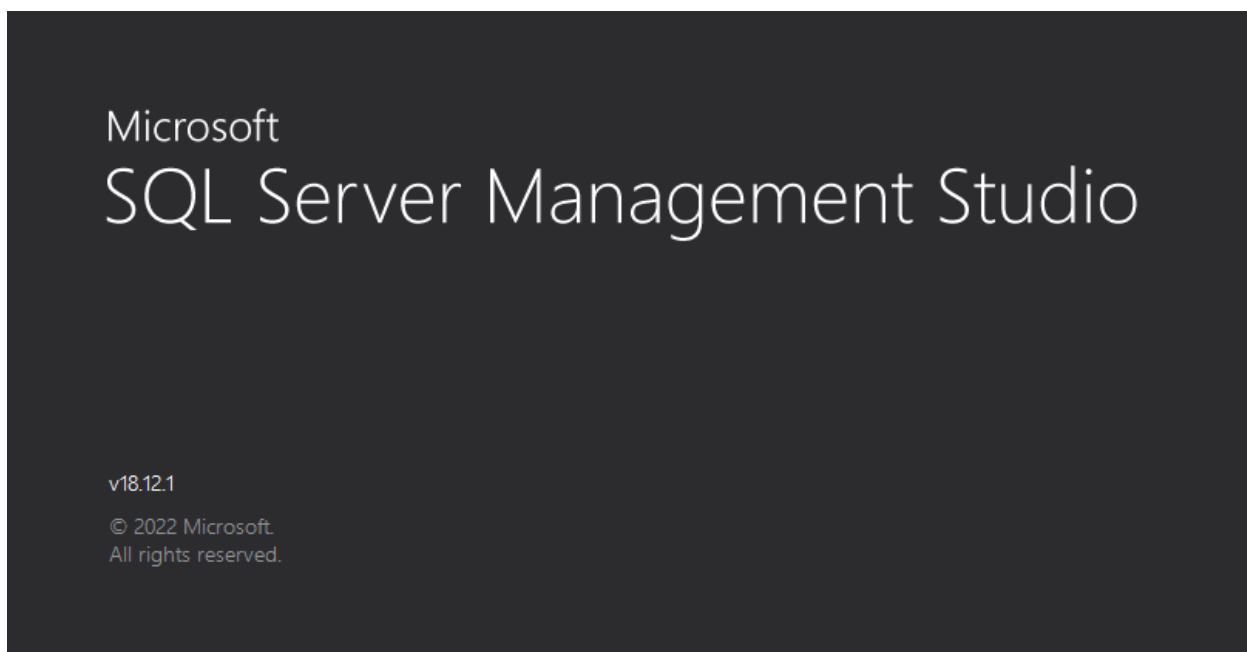 Microsoft
SQL Server Management Studio
v18.12.1
© 2022 Microsoft.
All rights reserved.